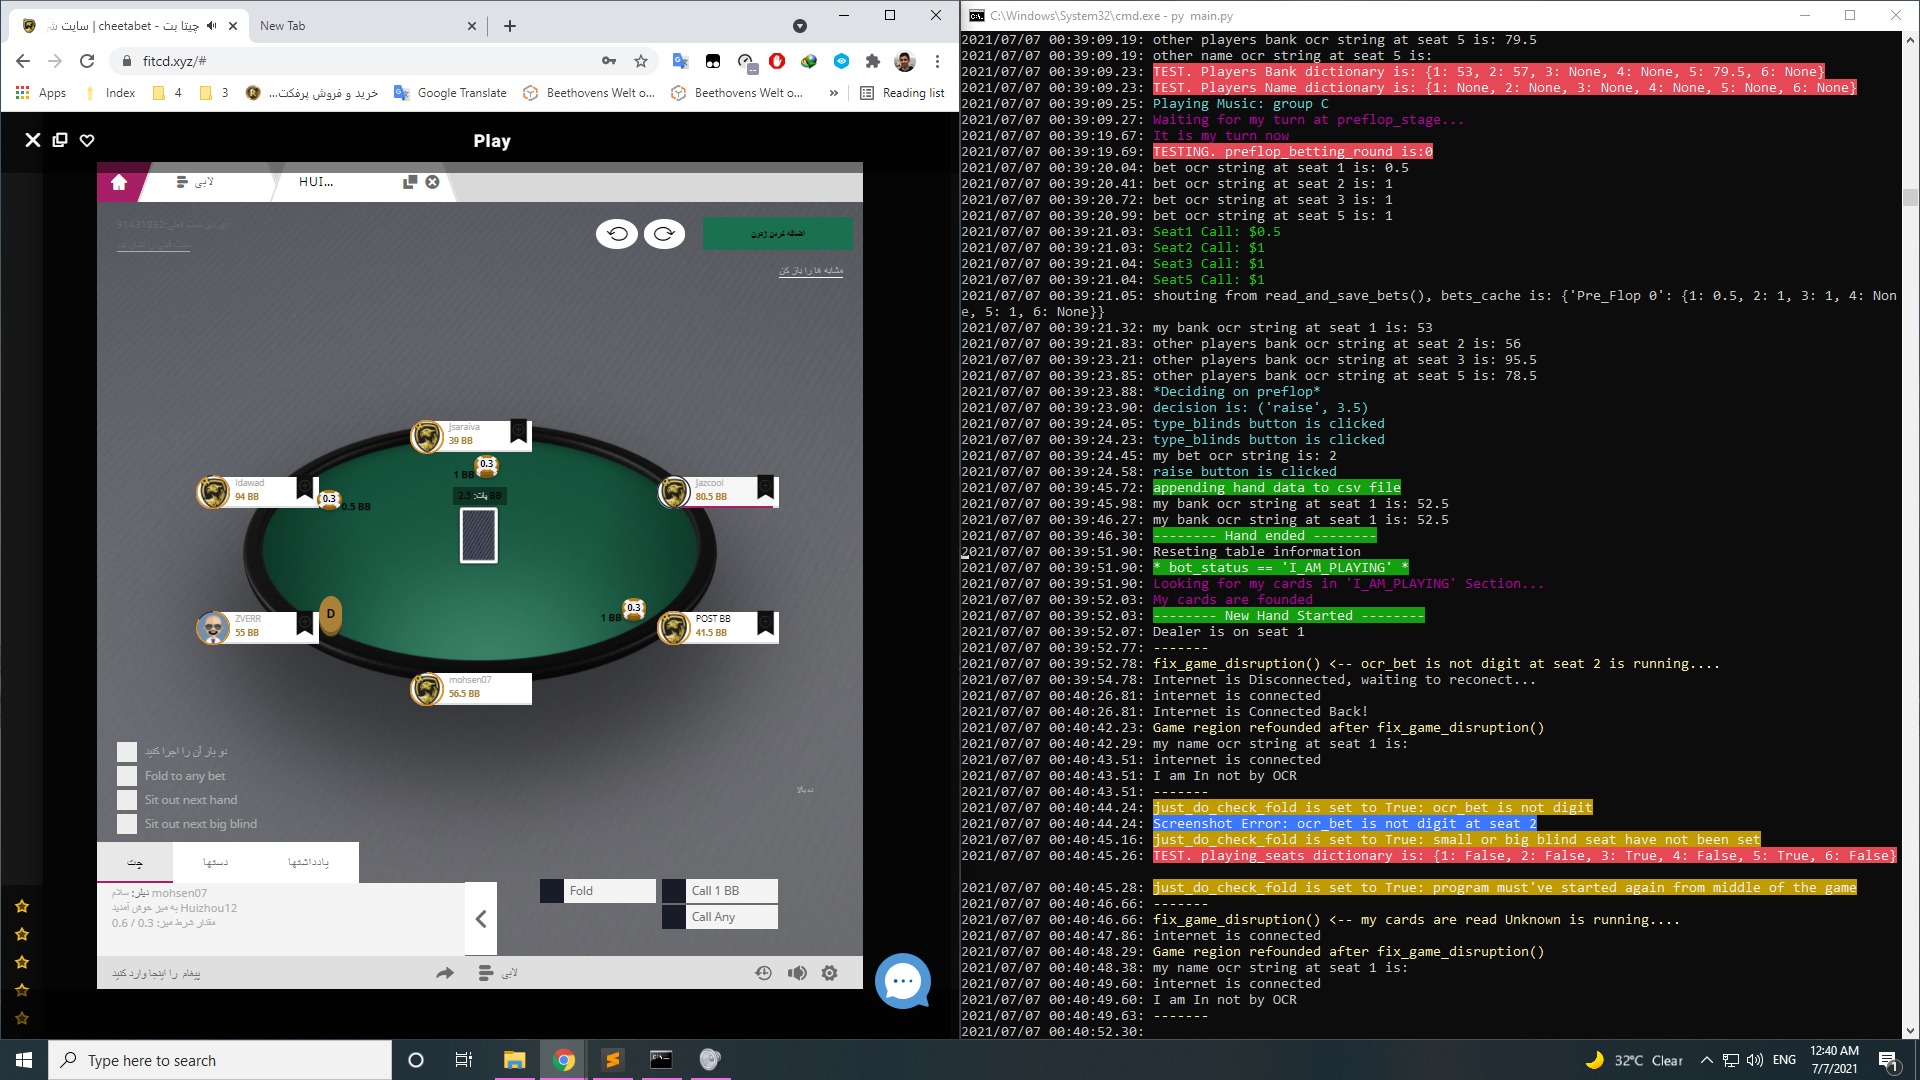 چیتا بت - cheetabet | سایت
New Tab
fitcd.xyz/#
Apps
Index
4
3
خرید و فروش پرفکت...
Google Translate
Beethovens Welt o...
Beethovens Welt o...
»
Reading list
Play
لابی
HUI...
91431852
اضافه کردن ژتون
مشابه ها را باز کن
Jsaraiva
39 BB
0.3
1 BB
Idawad
94 BB
0.3
0.5 BB
پات: 2.5 BB
Jazcool
80.5 BB
ZVERR
55 BB
D
0.3
1 BB
POST BB
41.5 BB
mohsen07
56.5 BB
دو بار آن را اجرا کنید
Fold to any bet
Sit out next hand
Sit out next big blind
چت
دستها
یادداشتها
دیلر: سلام mohsen07
به میز خوش آمدید Huizhou12
مقدار شرط میز: 0.3 / 0.6
Fold
Call 1 BB
Call Any
پیغام را اینجا وارد کنید
لابی
C:\Windows\System32\cmd.exe - py main.py
2021/07/07 00:39:09.19: other players bank ocr string at seat 5 is: 79.5
2021/07/07 00:39:09.19: other name ocr string at seat 5 is:
2021/07/07 00:39:09.23: TEST. Players Bank dictionary is: {1: 53, 2: 57, 3: None, 4: None, 5: 79.5, 6: None}
2021/07/07 00:39:09.23: TEST. Players Name dictionary is: {1: None, 2: None, 3: None, 4: None, 5: None, 6: None}
2021/07/07 00:39:09.25: Playing Music: group C
2021/07/07 00:39:09.27: Waiting for my turn at preflop_stage...
2021/07/07 00:39:19.67: It is my turn now
2021/07/07 00:39:19.69: TESTING. preflop_betting_round is:0
2021/07/07 00:39:20.04: bet ocr string at seat 1 is: 0.5
2021/07/07 00:39:20.41: bet ocr string at seat 2 is: 1
2021/07/07 00:39:20.72: bet ocr string at seat 3 is: 1
2021/07/07 00:39:20.99: bet ocr string at seat 5 is: 1
2021/07/07 00:39:21.03: Seat1 Call: $0.5
2021/07/07 00:39:21.03: Seat2 Call: $1
2021/07/07 00:39:21.04: Seat3 Call: $1
2021/07/07 00:39:21.04: Seat5 Call: $1
2021/07/07 00:39:21.05: shouting from read_and_save_bets(), bets_cache is: {'Pre_Flop 0': {1: 0.5, 2: 1, 3: 1, 4: Non
e, 5: 1, 6: None}}
2021/07/07 00:39:21.32: my bank ocr string at seat 1 is: 53
2021/07/07 00:39:21.83: other players bank ocr string at seat 2 is: 56
2021/07/07 00:39:23.21: other players bank ocr string at seat 3 is: 95.5
2021/07/07 00:39:23.85: other players bank ocr string at seat 5 is: 78.5
2021/07/07 00:39:23.88: *Deciding on preflop*
2021/07/07 00:39:23.90: decision is: ('raise', 3.5)
2021/07/07 00:39:24.05: type_blinds button is clicked
2021/07/07 00:39:24.23: type_blinds button is clicked
2021/07/07 00:39:24.45: my bet ocr string is: 2
2021/07/07 00:39:24.58: raise button is clicked
2021/07/07 00:39:45.72: appending hand data to csv file
2021/07/07 00:39:45.98: my bank ocr string at seat 1 is: 52.5
2021/07/07 00:39:46.27: my bank ocr string at seat 1 is: 52.5
2021/07/07 00:39:46.30: -------- Hand ended --------
2021/07/07 00:39:51.90: Reseting table information
2021/07/07 00:39:51.90: * bot_status == 'I_AM_PLAYING' *
2021/07/07 00:39:51.90: Looking for my cards in 'I_AM_PLAYING' Section...
2021/07/07 00:39:52.03: My cards are founded
2021/07/07 00:39:52.03: -------- New Hand Started --------
2021/07/07 00:39:52.07: Dealer is on seat 1
2021/07/07 00:39:52.77: -------
2021/07/07 00:39:52.78: fix_game_disruption() <-- ocr_bet is not digit at seat 2 is running....
2021/07/07 00:39:54.78: Internet is Disconnected, waiting to reconect...
2021/07/07 00:40:26.81: internet is connected
2021/07/07 00:40:26.81: Internet is Connected Back!
2021/07/07 00:40:42.23: Game region refounded after fix_game_disruption()
2021/07/07 00:40:42.29: my name ocr string at seat 1 is:
2021/07/07 00:40:43.51: internet is connected
2021/07/07 00:40:43.51: I am In not by OCR
2021/07/07 00:40:43.51: -------
2021/07/07 00:40:44.24: just_do_check_fold is set to True: ocr_bet is not digit
2021/07/07 00:40:44.24: Screenshot Error: ocr_bet is not digit at seat 2
2021/07/07 00:40:45.16: just_do_check_fold is set to True: small or big blind seat have not been set
2021/07/07 00:40:45.26: TEST. playing_seats dictionary is: {1: False, 2: False, 3: True, 4: False, 5: True, 6: False}
2021/07/07 00:40:45.28: just_do_check_fold is set to True: program must've started again from middle of the game
2021/07/07 00:40:46.66: -------
2021/07/07 00:40:46.66: fix_game_disruption() <-- my cards are read Unknown is running....
2021/07/07 00:40:47.86: internet is connected
2021/07/07 00:40:48.29: Game region refounded after fix_game_disruption()
2021/07/07 00:40:48.38: my name ocr string at seat 1 is:
2021/07/07 00:40:49.60: internet is connected
2021/07/07 00:40:49.60: I am In not by OCR
2021/07/07 00:40:49.63: -------
2021/07/07 00:40:52.30:
Type here to search
32°C Clear
ENG
12:40 AM
7/7/2021
1